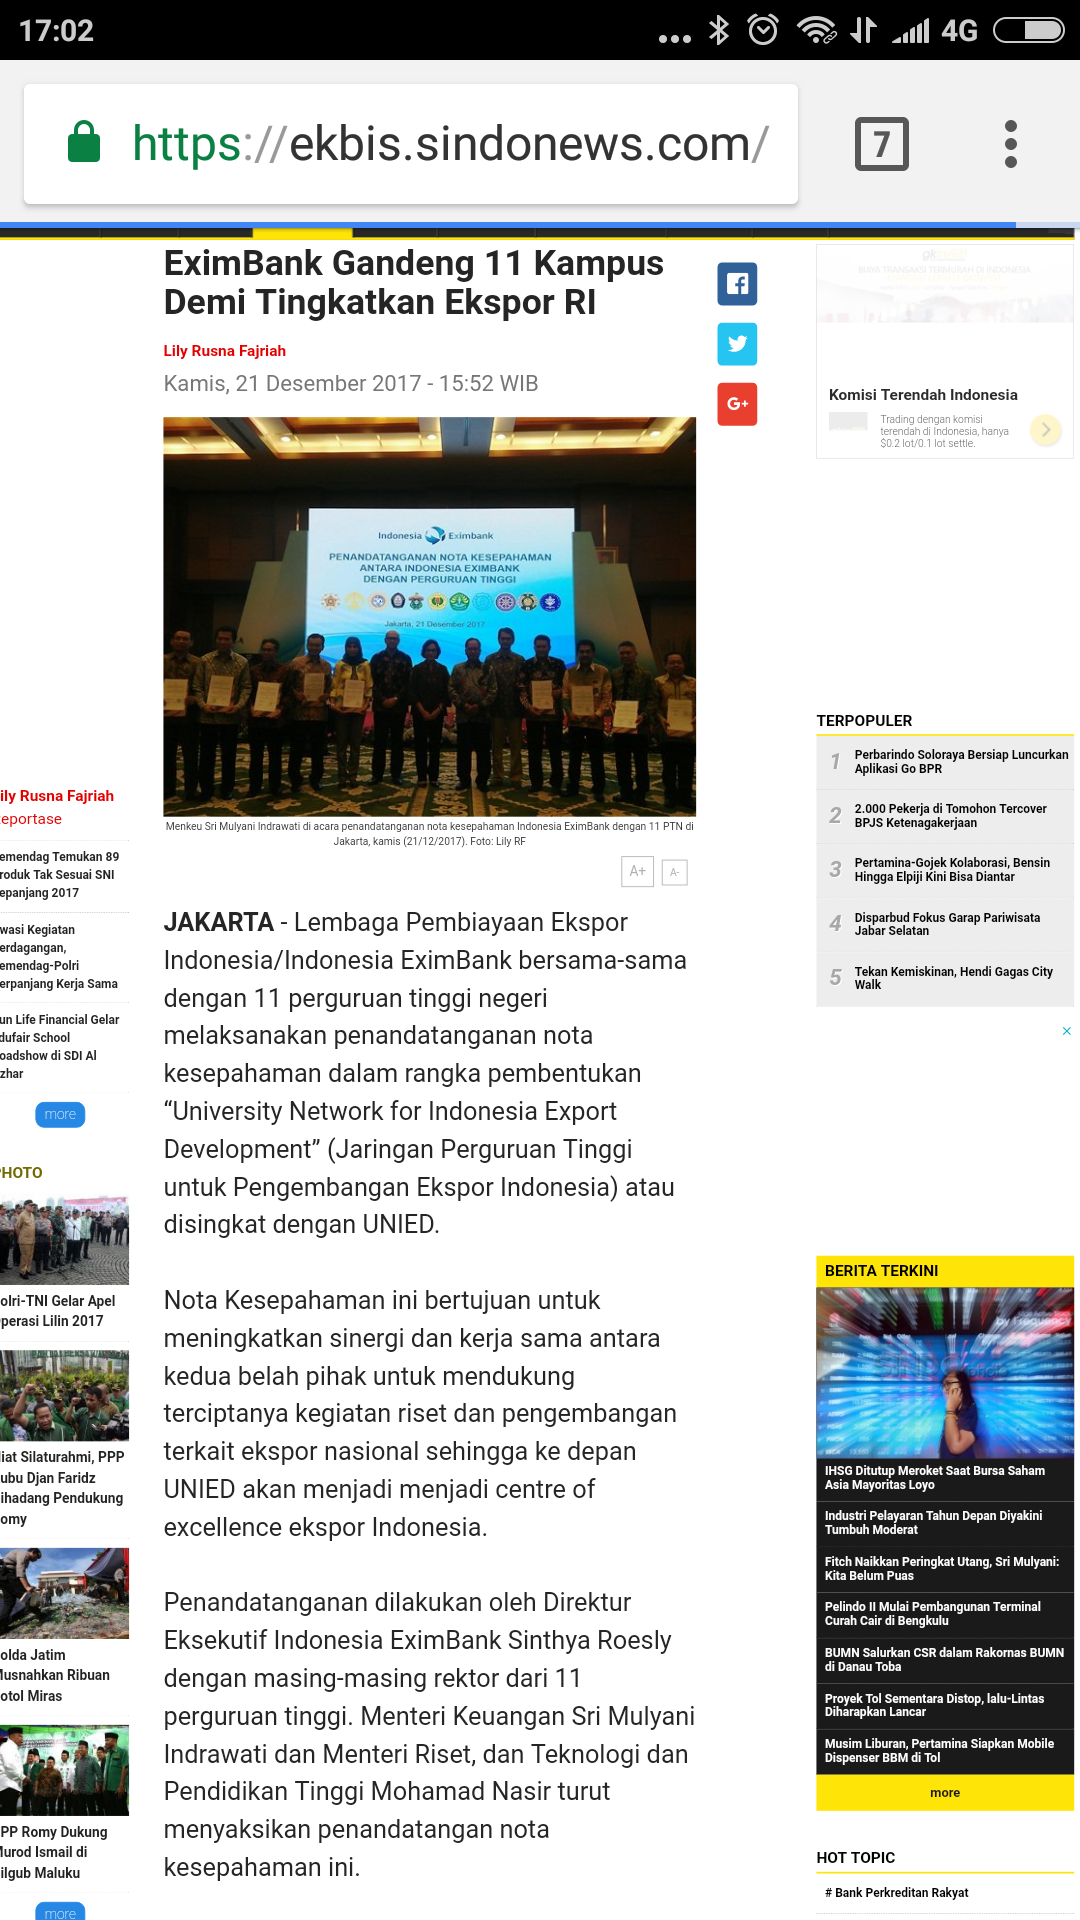 17:02
4G
https://ekbis.sindonews.com/
7
EximBank Gandeng 11 Kampus
Demi Tingkatkan Ekspor RI
Lily Rusna Fajriah
Kamis, 21 Desember 2017 - 15:52 WIB
Indonesia Eximbank
PENANDATANGANAN NOTA KESEPAHAMAN
ANTARA INDONESIA EXIMBANK
DENGAN PERGURUAN TINGGI
Jakarta, 21 Desember 2017
Menkeu Sri Mulyani Indrawati di acara penandatanganan nota kesepahaman Indonesia EximBank dengan 11 PTN di
Jakarta, kamis (21/12/2017). Foto: Lily RF
A+ A-
JAKARTA - Lembaga Pembiayaan Ekspor
Indonesia/Indonesia EximBank bersama-sama
dengan 11 perguruan tinggi negeri
melaksanakan penandatanganan nota
kesepahaman dalam rangka pembentukan
“University Network for Indonesia Export
Development” (Jaringan Perguruan Tinggi
untuk Pengembangan Ekspor Indonesia) atau
disingkat dengan UNIED.
Nota Kesepahaman ini bertujuan untuk
meningkatkan sinergi dan kerja sama antara
kedua belah pihak untuk mendukung
terciptanya kegiatan riset dan pengembangan
terkait ekspor nasional sehingga ke depan
UNIED akan menjadi menjadi centre of
excellence ekspor Indonesia.
Penandatanganan dilakukan oleh Direktur
Eksekutif Indonesia EximBank Sinthya Roesly
dengan masing-masing rektor dari 11
perguruan tinggi. Menteri Keuangan Sri Mulyani
Indrawati dan Menteri Riset, dan Teknologi dan
Pendidikan Tinggi Mohamad Nasir turut
menyaksikan penandatangan nota
kesepahaman ini.
ily Rusna Fajriah
eportase
emendag Temukan 89
roduk Tak Sesuai SNI
epanjang 2017
wasi Kegiatan
erdagangan,
emendag-Polri
erpanjang Kerja Sama
un Life Financial Gelar
dufair School
oadshow di SDI Al
zhar
more
PHOTO
olri-TNI Gelar Apel
perasi Lilin 2017
iat Silaturahmi, PPP
ubu Djan Faridz
ihadang Pendukung
omy
olda Jatim
Musnahkan Ribuan
otol Miras
PP Romy Dukung
Murod Ismail di
ilgub Maluku
more
BIAYA TRANSAKSI TERMURAH DI INDONESIA
Komisi Terendah Indonesia
Trading dengan komisi
terendah di Indonesia, hanya
$0.2 lot/0.1 lot settle.
TERPOPULER
1 Perbarindo Soloraya Bersiap Luncurkan
Aplikasi Go BPR
2 2.000 Pekerja di Tomohon Tercover
BPJS Ketenagakerjaan
3 Pertamina-Gojek Kolaborasi, Bensin
Hingga Elpiji Kini Bisa Diantar
4 Disparbud Fokus Garap Pariwisata
Jabar Selatan
5 Tekan Kemiskinan, Hendi Gagas City
Walk
BERITA TERKINI
by Frequency
IHSG Ditutup Meroket Saat Bursa Saham
Asia Mayoritas Loyo
Industri Pelayaran Tahun Depan Diyakini
Tumbuh Moderat
Fitch Naikkan Peringkat Utang, Sri Mulyani:
Kita Belum Puas
Pelindo II Mulai Pembangunan Terminal
Curah Cair di Bengkulu
BUMN Salurkan CSR dalam Rakornas BUMN
di Danau Toba
Proyek Tol Sementara Distop, lalu-Lintas
Diharapkan Lancar
Musim Liburan, Pertamina Siapkan Mobile
Dispenser BBM di Tol
more
HOT TOPIC
# Bank Perkreditan Rakyat